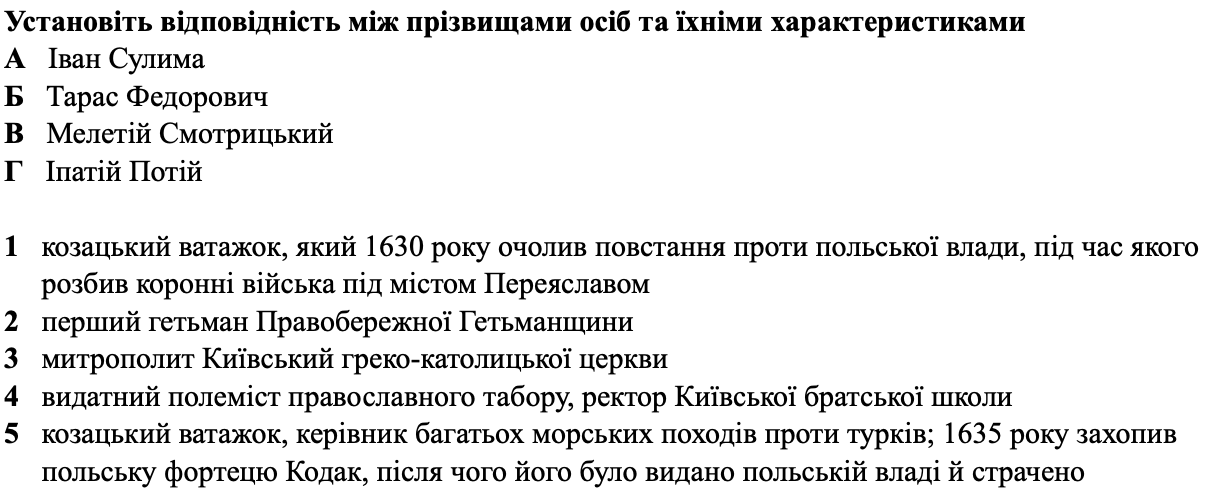 Установіть відповідність між прізвищами осіб та їхніми характеристиками
А Іван Сулима
Б Тарас Федорович
В Мелетій Смотрицький
Г Іпатій Потій
1 козацький ватажок, який 1630 року очолив повстання проти польської влади, під час якого
розбив коронні війська під містом Переяславом
2 перший гетьман Правобережної Гетьманщини
3 митрополит Київський греко-католицької церкви
4 видатний полеміст православного табору, ректор Київської братської школи
5 козацький ватажок, керівник багатьох морських походів проти турків; 1635 року захопив
польську фортецю Кодак, після чого його було видано польській владі й страчено